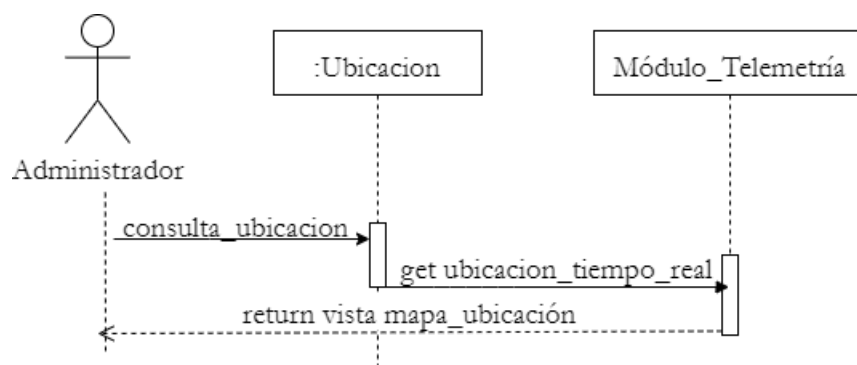 :Ubicacion
Módulo_Telemetría
Administrador
consulta_ubicacion
get ubicacion_tiempo_real
return vista mapa_ubicación